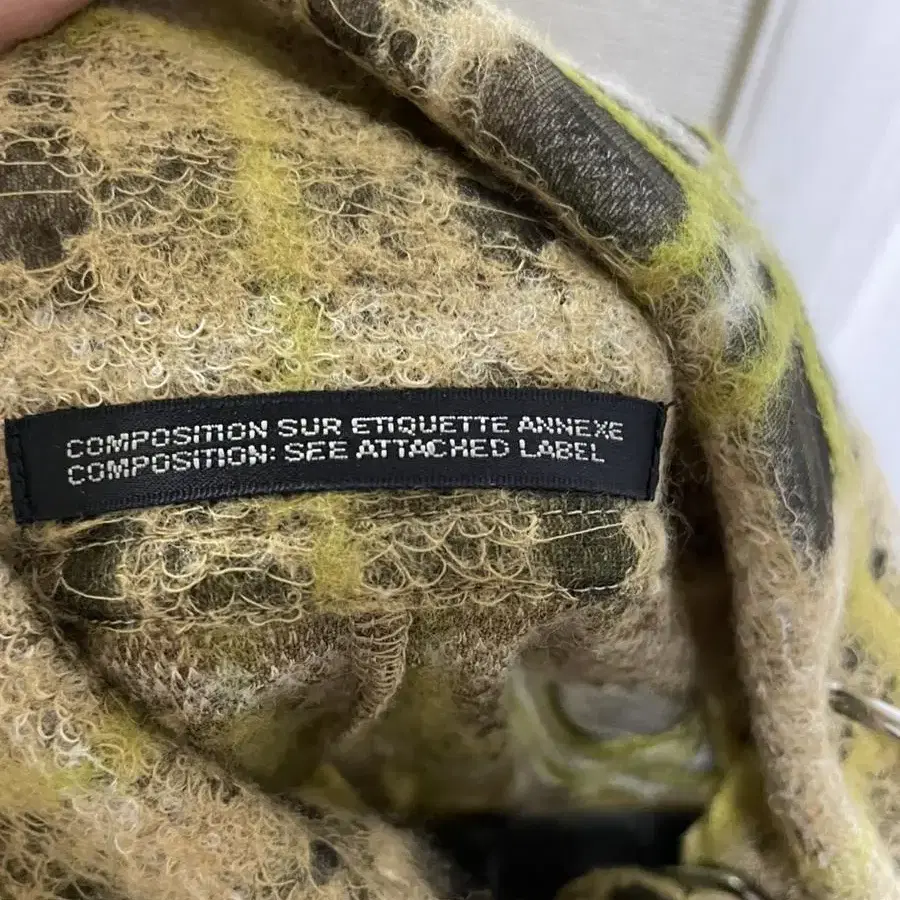 COMPOSITION SUR ETIQUETTE ANNEXE
COMPOSITION: SEE ATTACHED LABEL